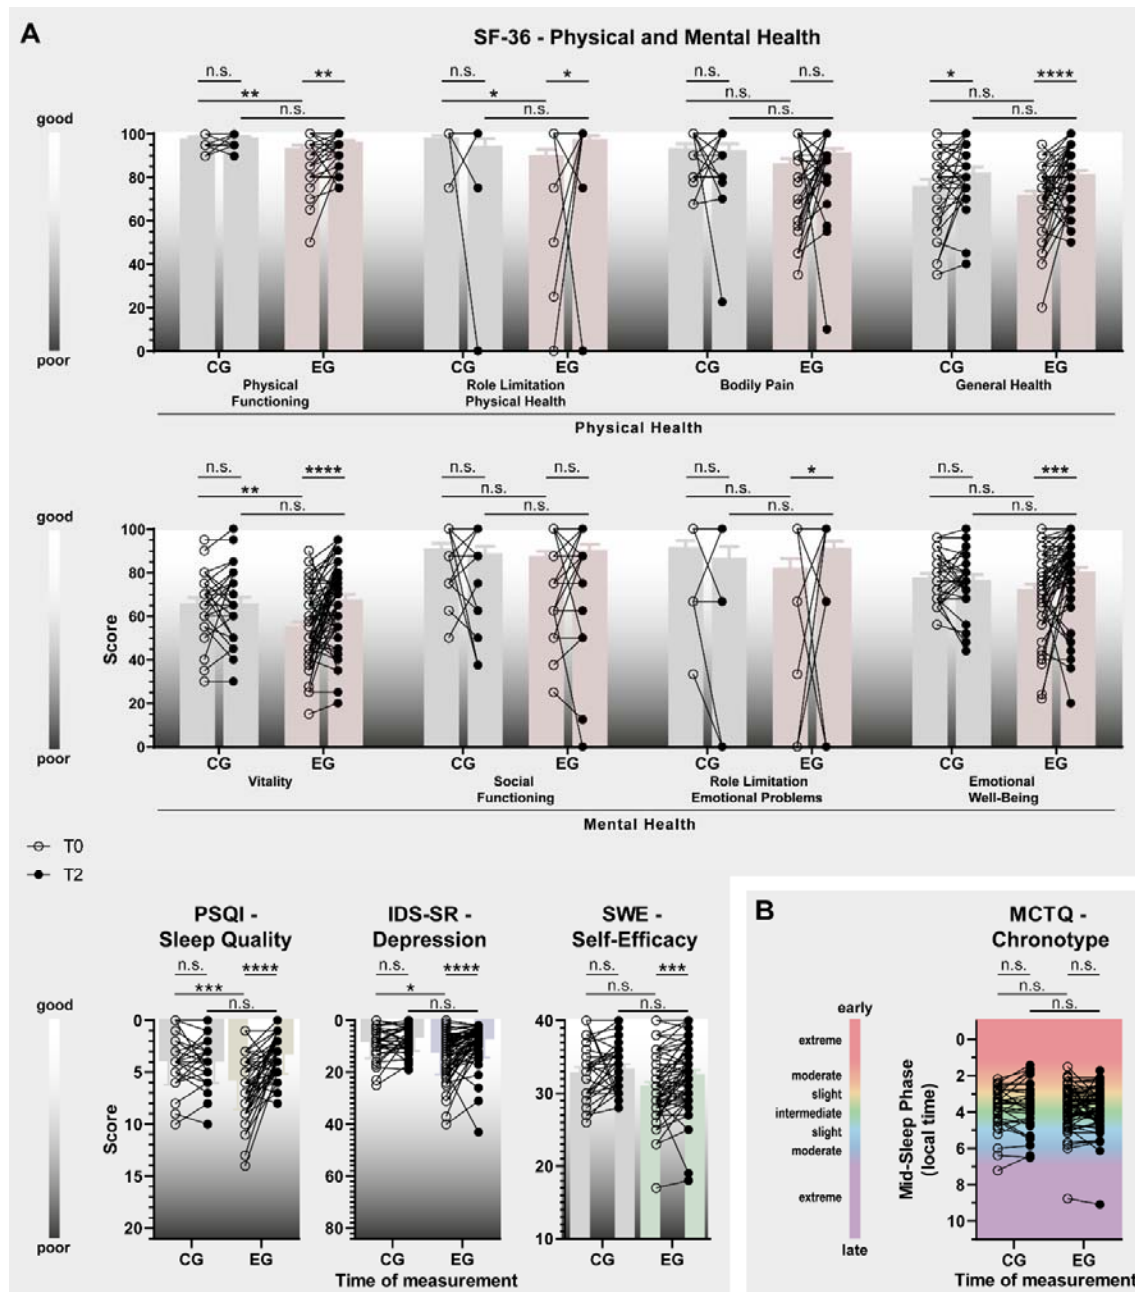 A
SF-36 - Physical and Mental Health
n.s. ** n.s. * n.s. n.s. * ****
** * n.s. n.s.
n.s. n.s. n.s. n.s.
good
100
80
60
40
20
0
poor
CG EG CG EG CG EG CG EG
Physical Functioning
Role Limitation Physical Health
Bodily Pain
General Health
Physical Health
n.s. **** n.s. n.s. n.s. * n.s. ***
** n.s. n.s. n.s.
n.s. n.s. n.s. n.s.
good
Score
100
80
60
40
20
0
poor
CG EG CG EG CG EG CG EG
Vitality
Social Functioning
Role Limitation Emotional Problems
Emotional Well-Being
Mental Health
T0
T2
PSQI -
Sleep Quality
n.s. ****
***
n.s.
good
Score
0
5
10
15
20
poor
CG EG
IDS-SR -
Depression
n.s. ****
*
n.s.
0
20
40
60
80
CG EG
SWE -
Self-Efficacy
n.s. ***
n.s.
n.s.
40
30
20
10
CG EG
Time of measurement
B
MCTQ -
Chronotype
n.s. n.s.
n.s.
n.s.
early
extreme
moderate
slight
intermediate
slight
moderate
extreme
late
Mid-Sleep Phase
(local time)
0
2
4
6
8
10
CG EG
Time of measurement